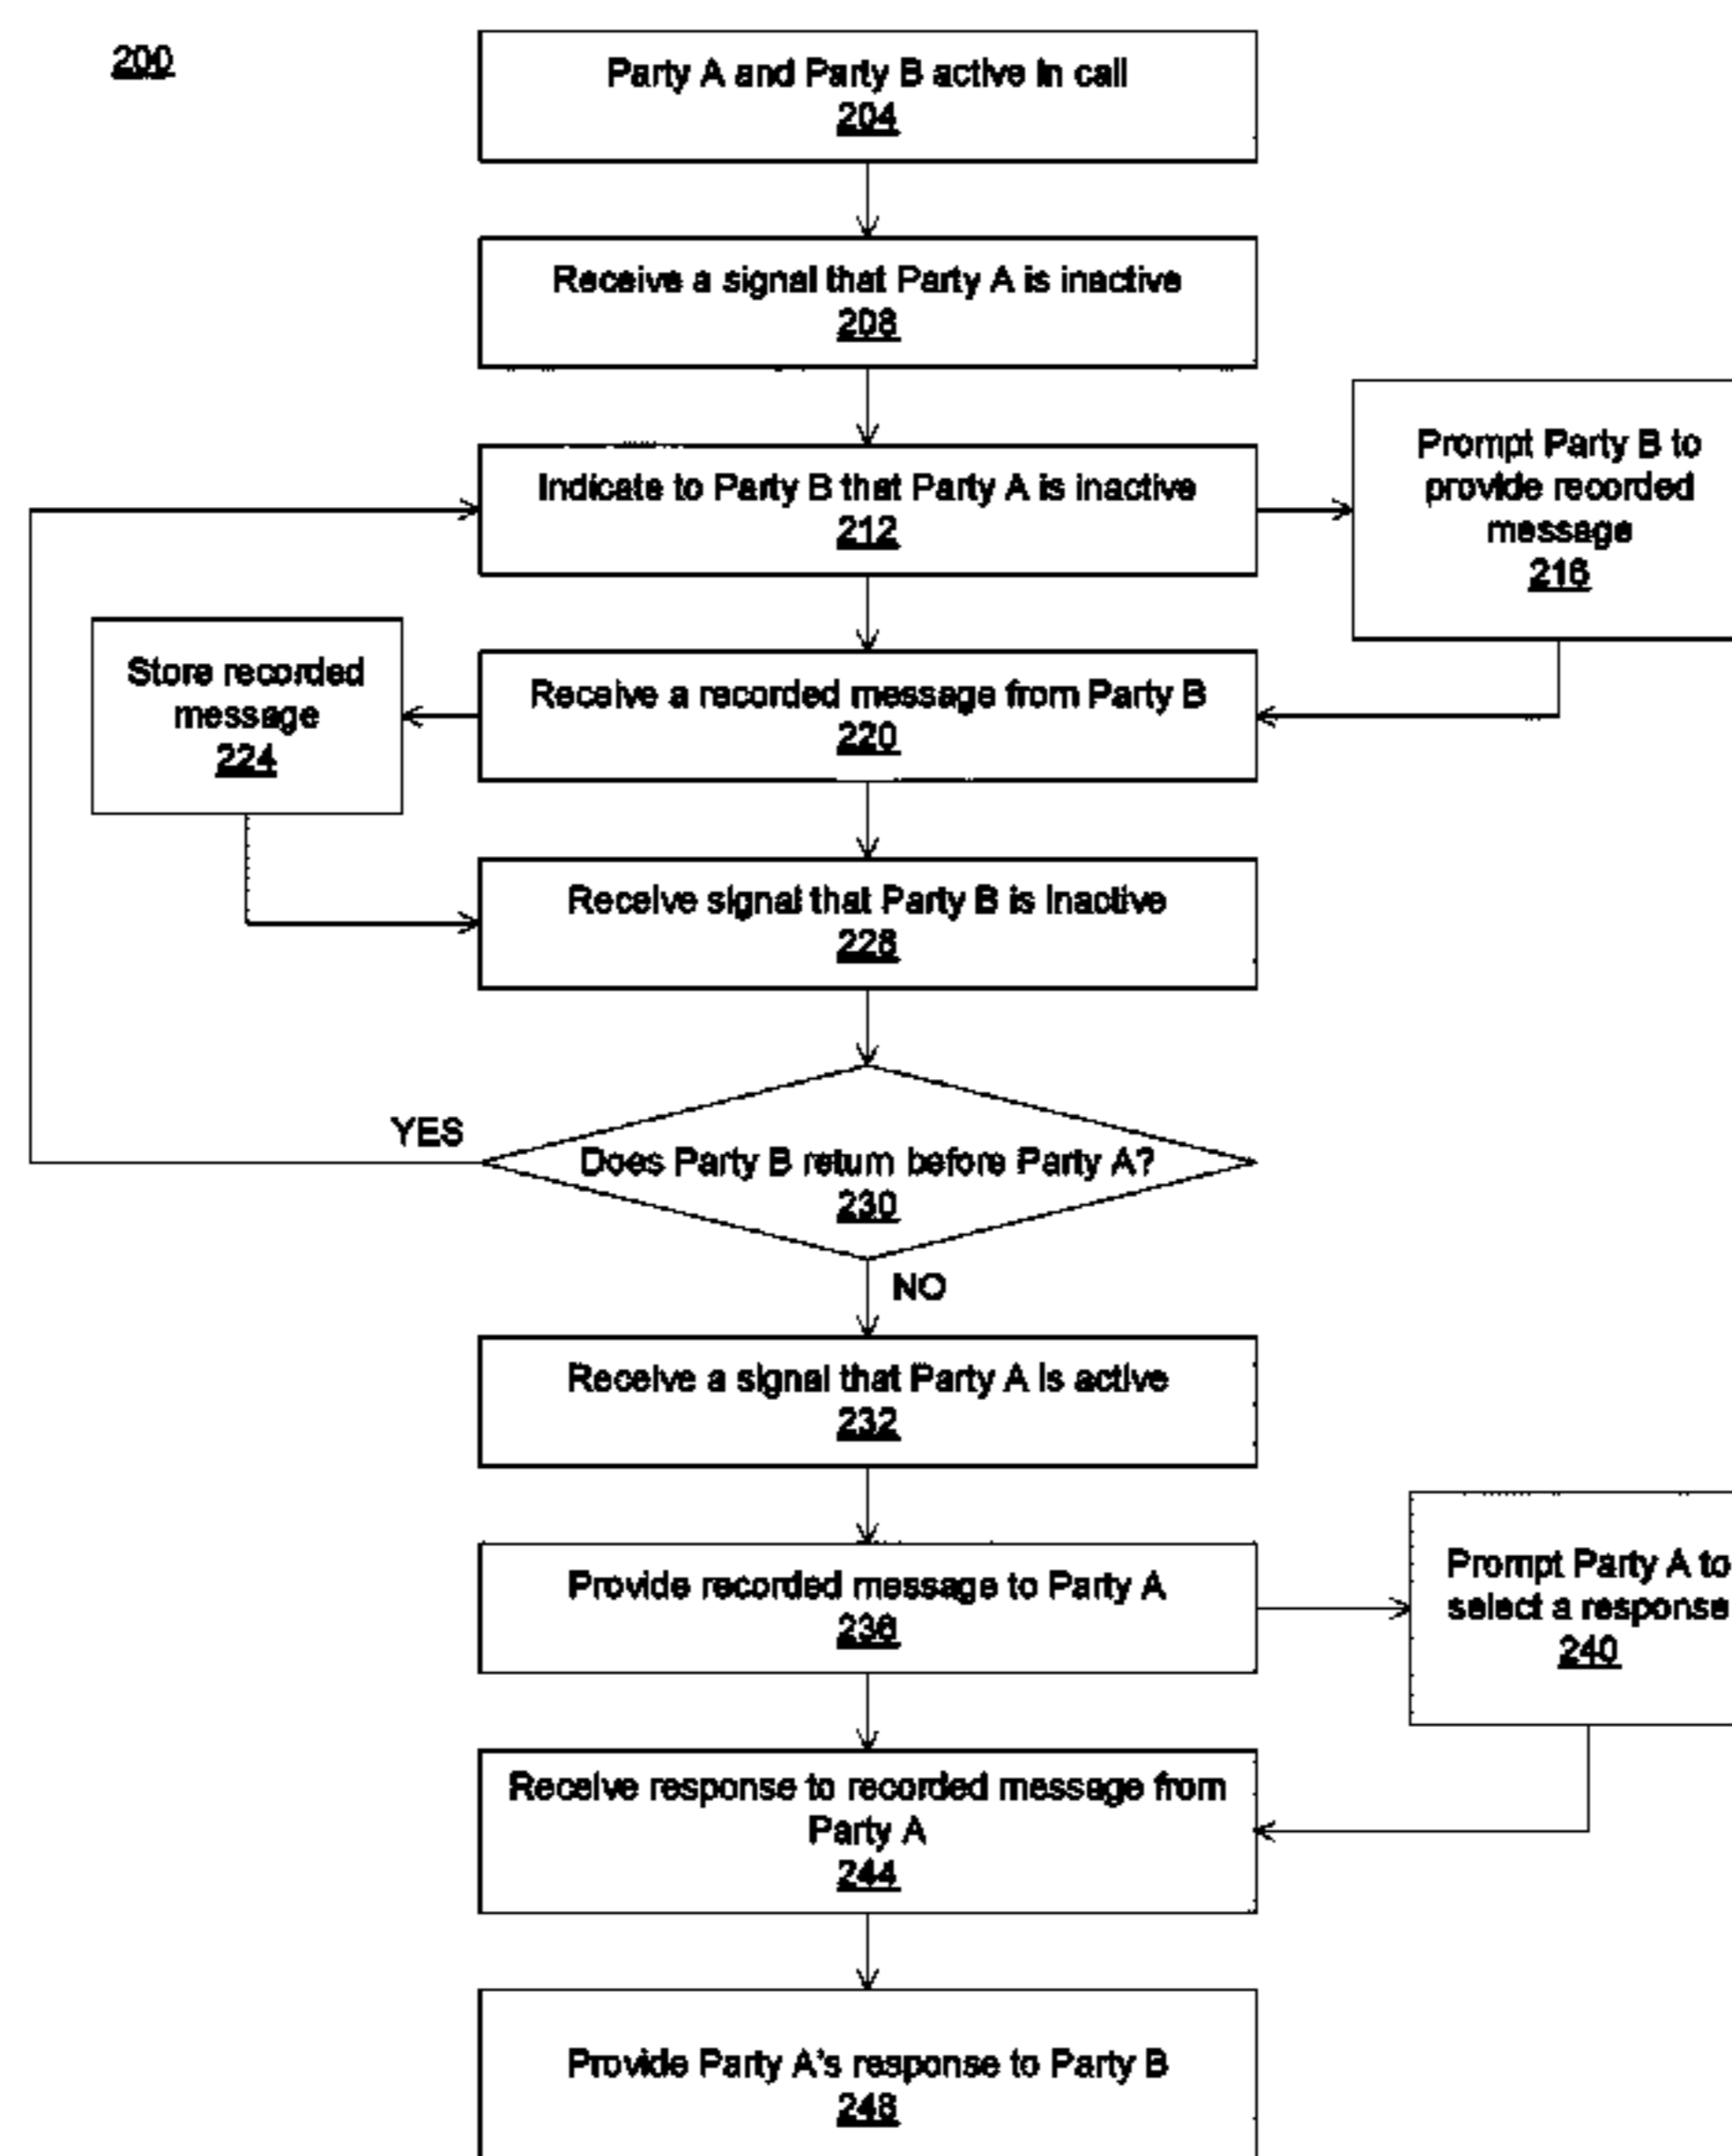 200
Party A and Party B active in call
204
Receive a signal that Party A is inactive
208
Indicate to Party B that Party A is inactive
212
Prompt Party B to
provide recorded
message
216
Store recorded
message
224
Receive a recorded message from Party B
220
Receive signal that Party B is inactive
228
YES
Does Party B return before Party A?
230
NO
Receive a signal that Party A is active
232
Provide recorded message to Party A
236
Prompt Party A to
select a response
240
Receive response to recorded message from
Party A
244
Provide Party A's response to Party B
248